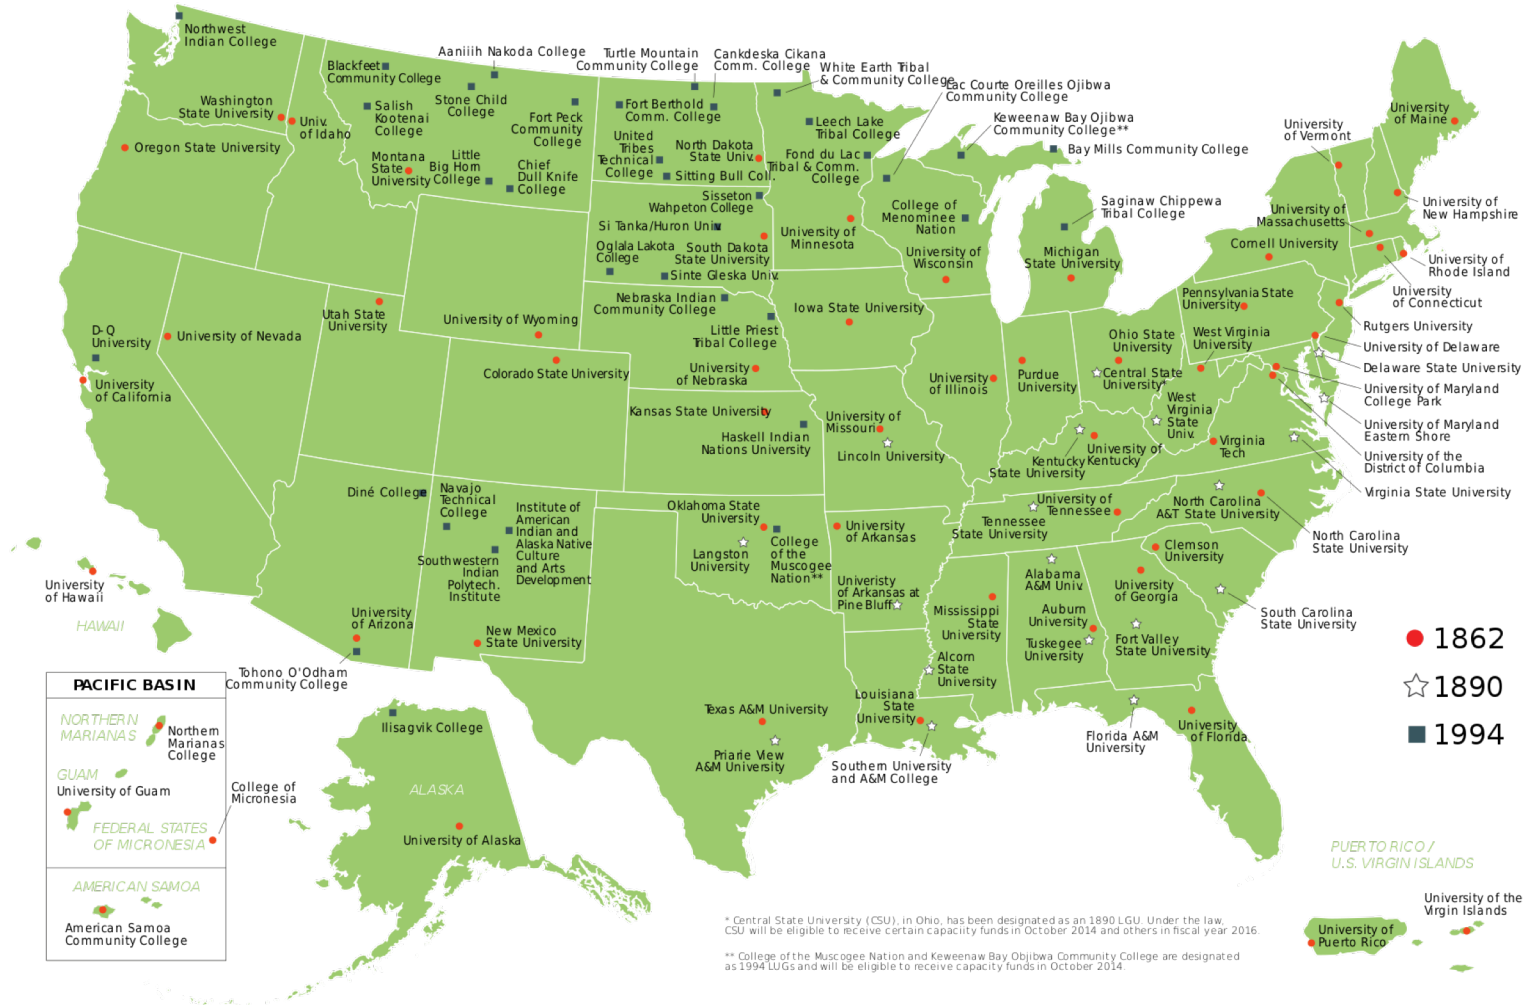 Northwest
Indian College
Blackfeet
Community College
Aaniiih Nakoda College
Turtle Mountain
Community College
Cankdeska Cikana
Comm. College
White Earth Tribal
& Community College
Lac Courte Oreilles Ojibwa
Community College
Keweenaw Bay Ojibwa
Community College**
Bay Mills Community College
Washington
State University
Univ.
of Idaho
Oregon State University
Salish
Kootenai
College
Stone Child
College
Fort Peck
Community
College
Fort Berthold
Comm. College
Leech Lake
Tribal College
Montana
State
University
Little
Big Horn
College
Chief
Dull Knife
College
United
Tribes
Technical
College
North Dakota
State Univ.
Sitting Bull Coll.
Fond du Lac
Tribal & Comm.
College
Sisseton
Wahpeton College
Si Tanka/Huron Univ.
Oglala Lakota
College
South Dakota
State University
Sinte Gleska Univ.
University of
Minnesota
College of
Menominee
Nation
University of
Wisconsin
Saginaw Chippewa
Tribal College
Michigan
State University
University
of Vermont
University
of Maine
University of
New Hampshire
University of
Massachusetts
Cornell University
University of
Rhode Island
University
of Connecticut
Pennsylvania State
University
Rutgers University
University of Delaware
Delaware State University
University of Maryland
College Park
University of Maryland
Eastern Shore
University of the
District of Columbia
Virginia State University
D-Q
University
University of Nevada
University
of California
Utah State
University
University of Wyoming
Colorado State University
Nebraska Indian
Community College
Little Priest
Tribal College
University
of Nebraska
Iowa State University
Kansas State University
Haskell Indian
Nations University
University of
Missouri
Lincoln University
University
of Illinois
Purdue
University
Ohio State
University
Central State
University*
West Virginia
University
West
Virginia
State
Univ.
Virginia
Tech
Kentucky
State University
University of
Kentucky
University of
Tennessee
Tennessee
State University
North Carolina
A&T State University
North Carolina
State University
Diné College
Navajo
Technical
College
Institute of
American
Indian and
Alaska Native
Culture
and Arts
Development
Southwestern
Indian
Polytech.
Institute
Oklahoma State
University
Langston
University
College
of the
Muscogee
Nation**
University
of Arkansas
Univeristy
of Arkansas at
Pine Bluff
Mississippi
State
University
Alabama
A&M Univ.
Auburn
University
Tuskegee
University
Clemson
University
University
of Georgia
Fort Valley
State University
South Carolina
State University
University
of Arizona
New Mexico
State University
Tohono O'Odham
Community College
Alcorn
State
University
Louisiana
State
University
Southern University
and A&M College
Texas A&M University
Priarie View
A&M University
Florida A&M
University
University
of Florida
University
of Hawaii
HAWAII
1862
1890
1994
PACIFIC BASIN
NORTHERN
MARIANAS
Northern
Marianas
College
GUAM
University of Guam
FEDERAL STATES
OF MICRONESIA
College of
Micronesia
AMERICAN SAMOA
American Samoa
Community College
Ilisagvik College
ALASKA
University of Alaska
PUERTO RICO /
U.S. VIRGIN ISLANDS
University of the
Virgin Islands
University of
Puerto Rico
* Central State University (CSU), in Ohio, has been designated as an 1890 LGU. Under the law,
CSU will be eligible to receive certain capaciity funds in October 2014 and others in fiscal year 2016.
** College of the Muscogee Nation and Keweenaw Bay Objibwa Community College are designated
as 1994 LUGs and will be eligible to receive capacity funds in October 2014.